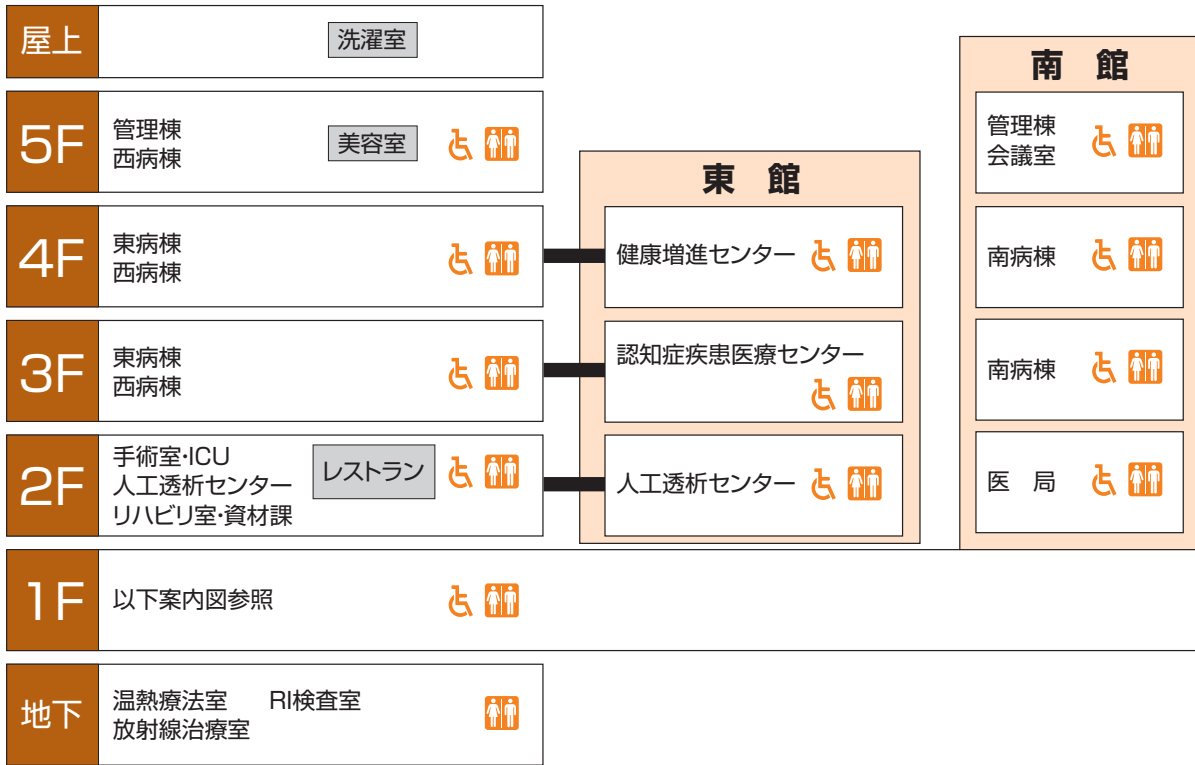 屋上
洗濯室
5F
管理棟
西病棟
美容室
4F
東病棟
西病棟
3F
東病棟
西病棟
2F
手術室・ICU
人工透析センター
リハビリ室・資材課
レストラン
1F
以下案内図参照
地下
温熱療法室 RI検査室
放射線治療室
東 館
健康増進センター
認知症疾患医療センター
人工透析センター
南 館
管理棟
会議室
南病棟
南病棟
医 局